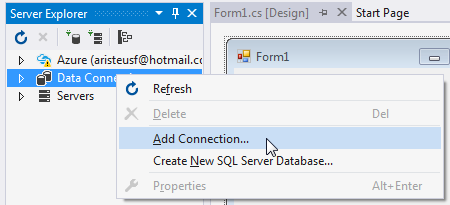 Server Explorer
Form1.cs [Design]
Start Page
Azure (aristeusf@hotmail.co
Form1
Data Conne
Servers
Refresh
Delete Del
Add Connection...
Create New SQL Server Database...
Properties Alt+Enter